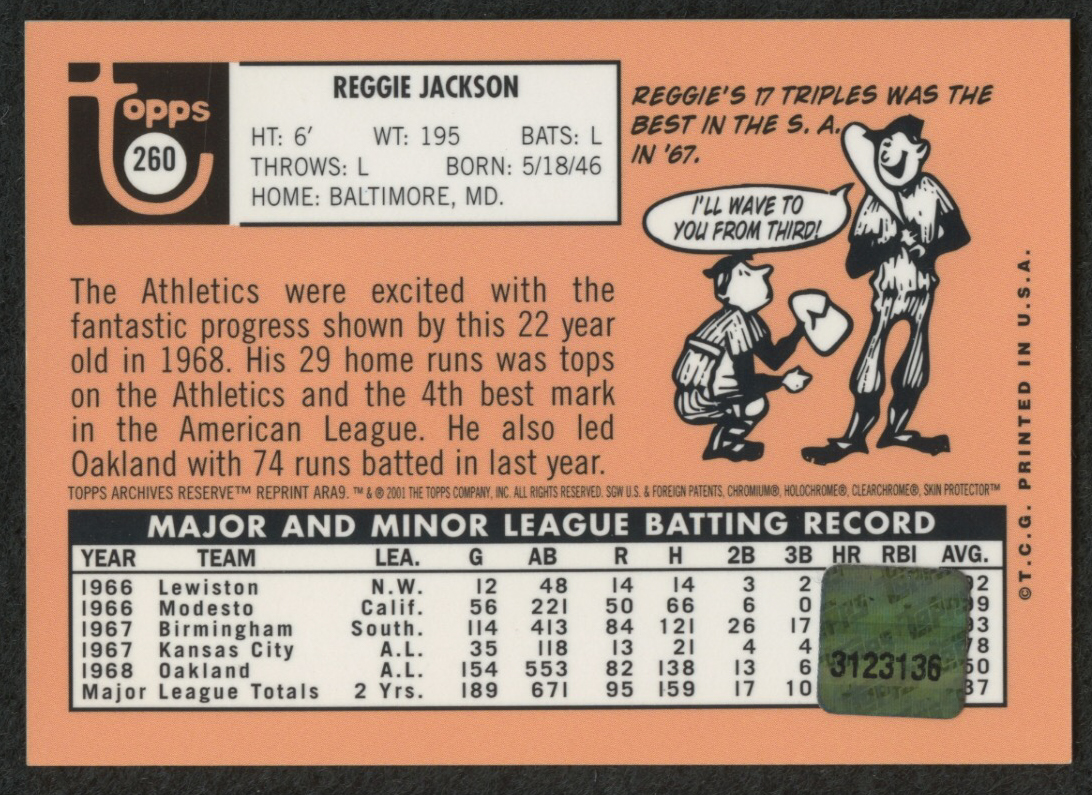 Topps
260
REGGIE JACKSON
HT: 6′ WT: 195 BATS: L
THROWS: L BORN: 5/18/46
HOME: BALTIMORE, MD.
REGGIE'S 17 TRIPLES WAS THE
BEST IN THE S. A.
IN '67.
I'LL WAVE TO
YOU FROM THIRD!
The Athletics were excited with the
fantastic progress shown by this 22 year
old in 1968. His 29 home runs was tops
on the Athletics and the 4th best mark
in the American League. He also led
Oakland with 74 runs batted in last year.
TOPPS ARCHIVES RESERVE™ REPRINT ARA9. ™ & ® 2001 THE TOPPS COMPANY, INC. ALL RIGHTS RESERVED. SGW U.S. & FOREIGN PATENTS, CHROMIUM®, HOLOCHROME®, CLEARCHROME®, SKIN PROTECTOR™
©T.C.G. PRINTED IN U.S.A.
MAJOR AND MINOR LEAGUE BATTING RECORD
YEAR TEAM LEA. G AB R H 2B 3B HR RBI AVG.
1966 Lewiston N.W. 12 48 14 14 3 2
1966 Modesto Calif. 56 221 50 66 6 0
1967 Birmingham South. 114 413 84 121 26 17
1967 Kansas City A.L. 35 118 13 21 4 4 78
1968 Oakland A.L. 154 553 82 138 13 6 50
Major League Totals 2 Yrs. 189 671 95 159 17 10 37
3123136